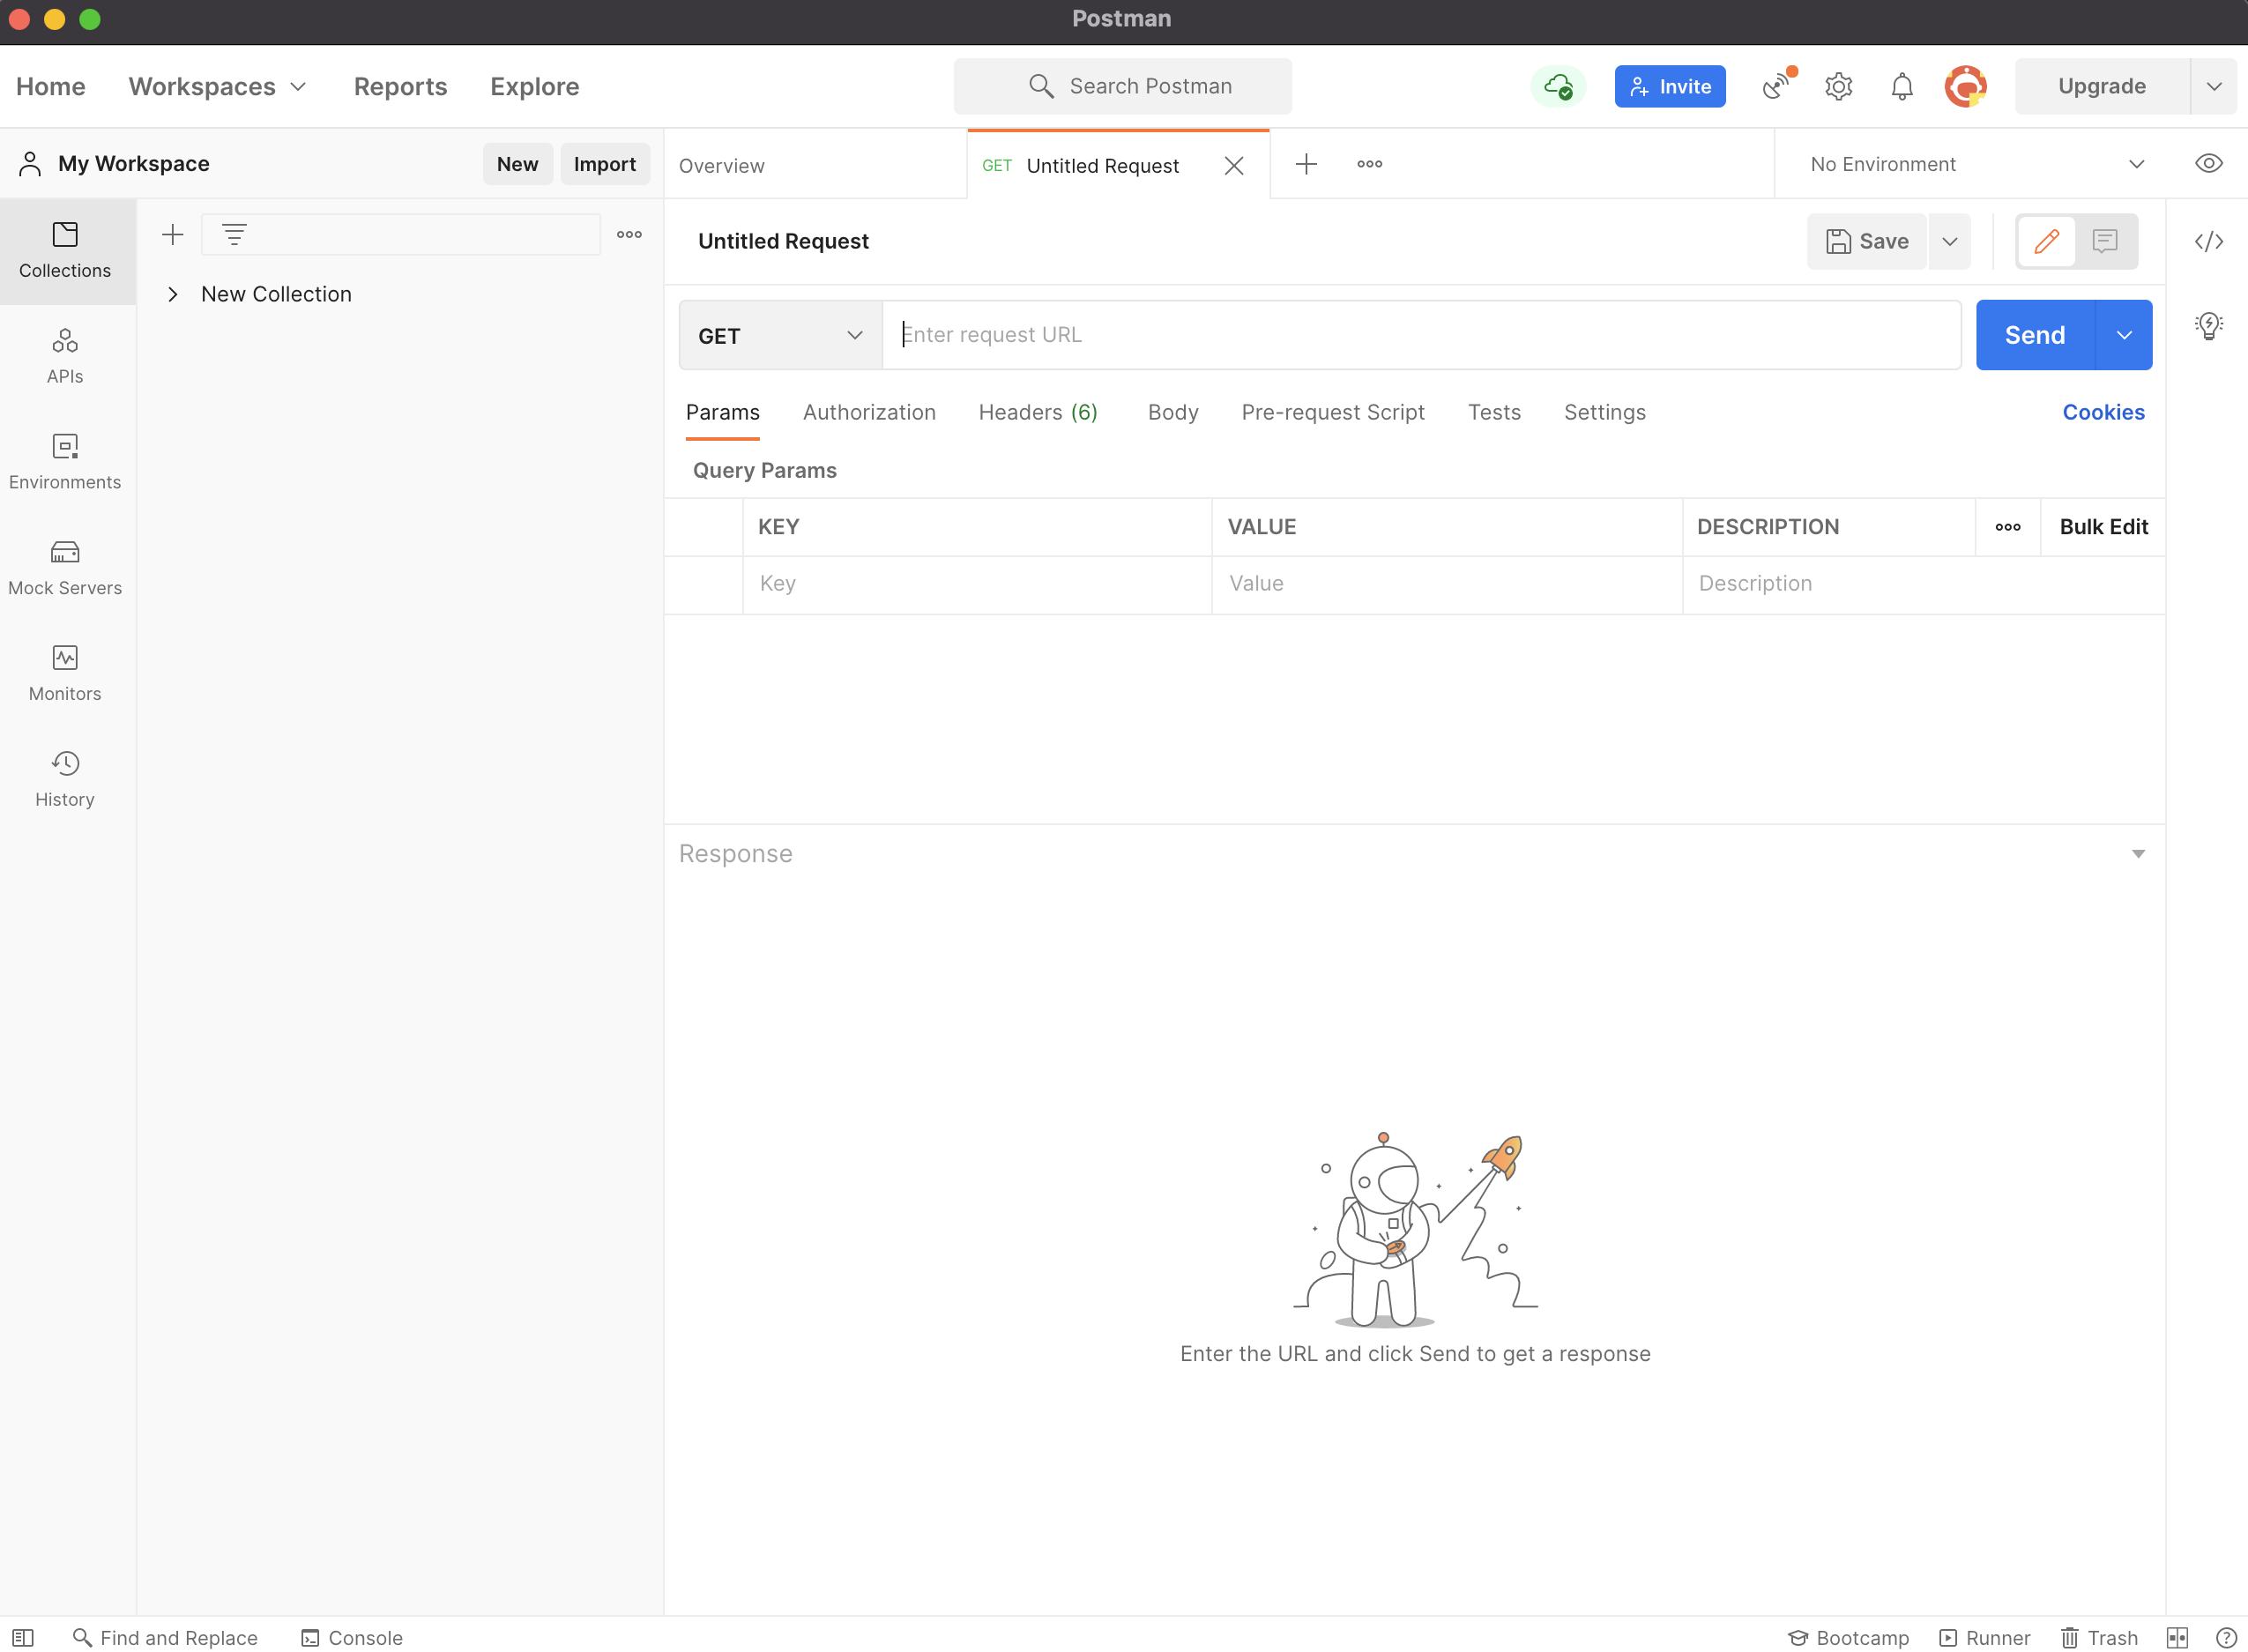 Postman
Home Workspaces Reports Explore Search Postman Invite Upgrade
My Workspace New Import Overview GET Untitled Request No Environment
Collections
APIs
Environments
Mock Servers
Monitors
History
New Collection
Untitled Request Save
GET Enter request URL Send
Params Authorization Headers (6) Body Pre-request Script Tests Settings Cookies
Query Params
KEY VALUE DESCRIPTION Bulk Edit
Key Value Description
Response
Enter the URL and click Send to get a response
Find and Replace Console Bootcamp Runner Trash